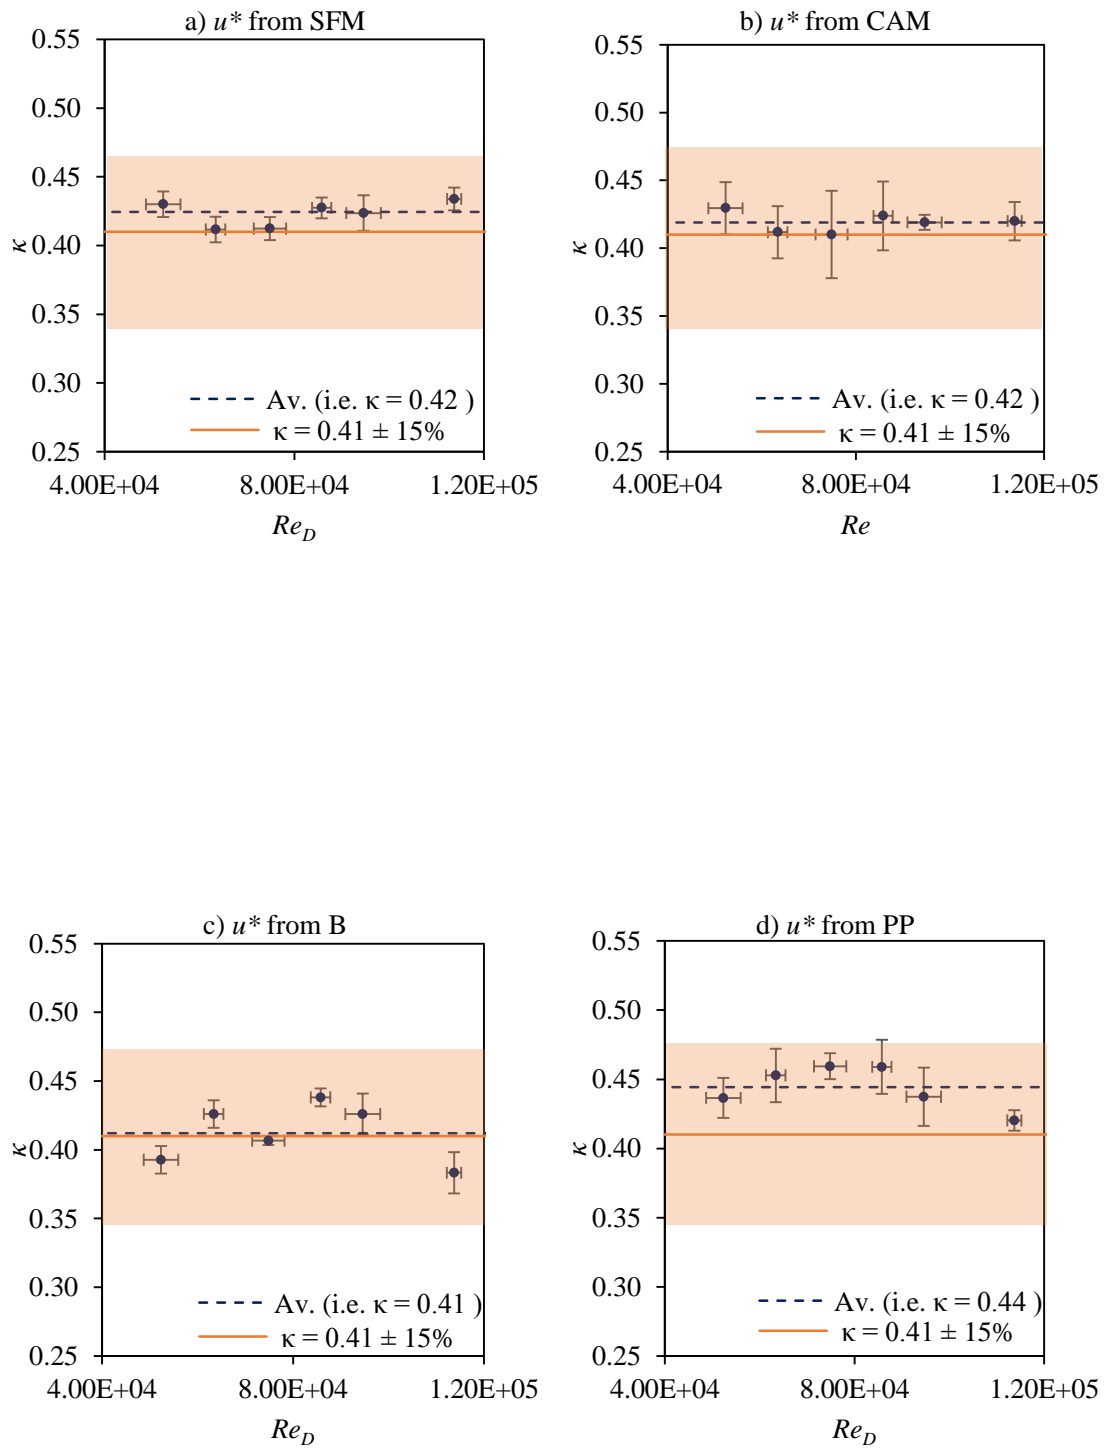 a) u* from SFM
0.55
0.50
0.45
0.40
0.35
0.30
0.25
κ
Av. (i.e. κ = 0.42 )
κ = 0.41 ± 15%
4.00E+04 8.00E+04 1.20E+05
Re_D
b) u* from CAM
0.55
0.50
0.45
0.40
0.35
0.30
0.25
κ
Av. (i.e. κ = 0.42 )
κ = 0.41 ± 15%
4.00E+04 8.00E+04 1.20E+05
Re
c) u* from B
0.55
0.50
0.45
0.40
0.35
0.30
0.25
κ
Av. (i.e. κ = 0.41 )
κ = 0.41 ± 15%
4.00E+04 8.00E+04 1.20E+05
Re_D
d) u* from PP
0.55
0.50
0.45
0.40
0.35
0.30
0.25
κ
Av. (i.e. κ = 0.44 )
κ = 0.41 ± 15%
4.00E+04 8.00E+04 1.20E+05
Re_D